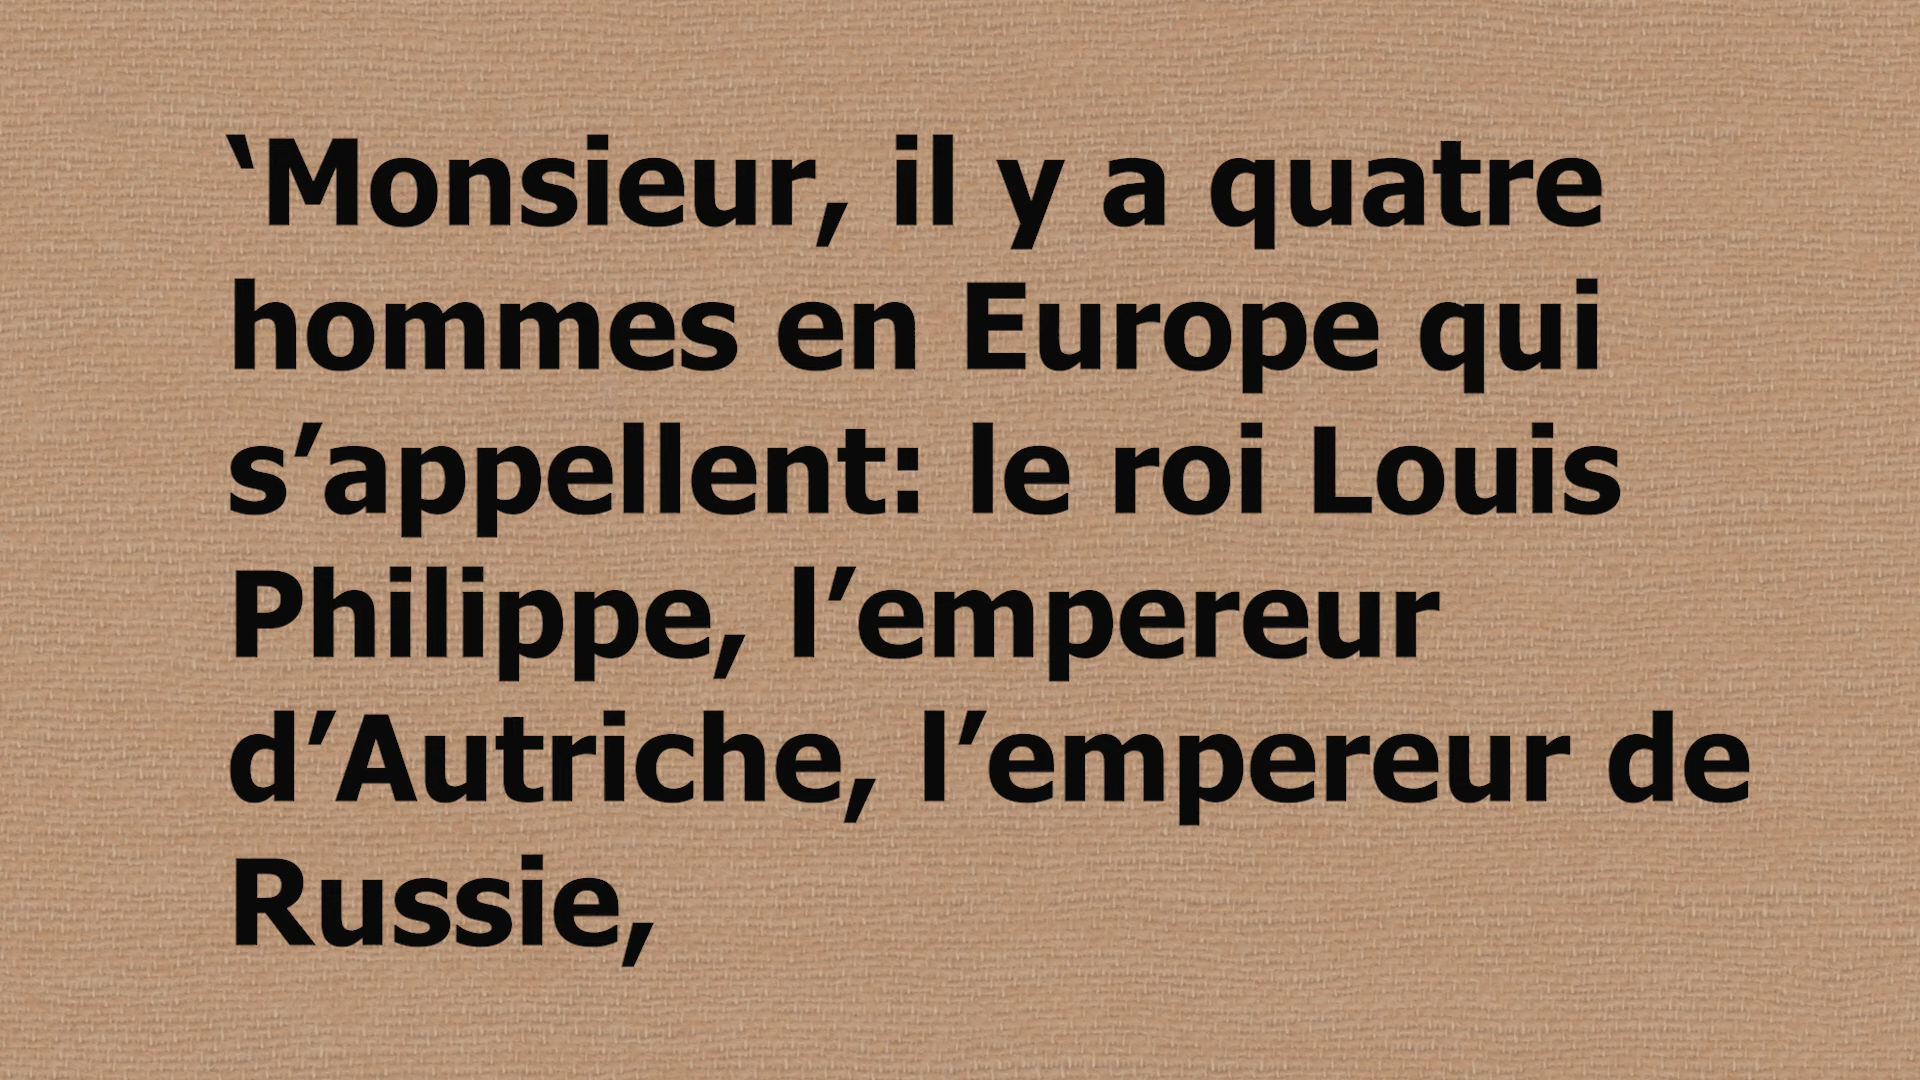 ‘Monsieur, il y a quatre
hommes en Europe qui
s’appellent: le roi Louis
Philippe, l’empereur
d’Autriche, l’empereur de
Russie,